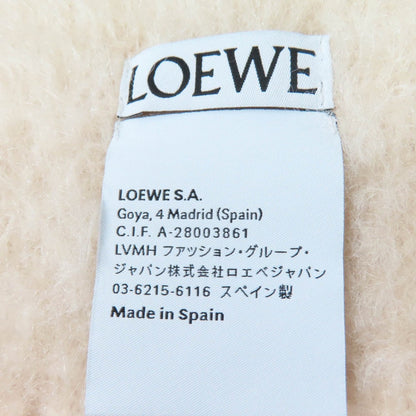 LOEWE
LOEWE S.A.
Goya, 4 Madrid (Spain)
C.I.F. A-28003861
LVMH ファッション・グループ・
ジャパン株式会社ロエベジャパン
03-6215-6116 スペイン製
Made in Spain